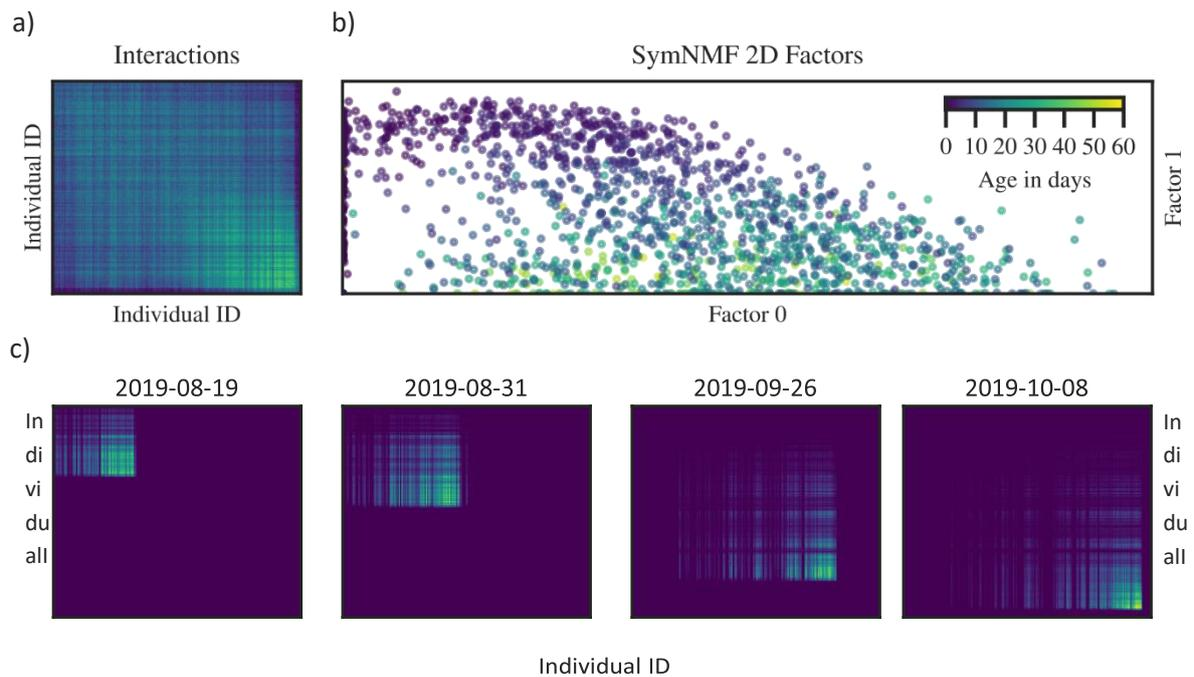 a)
b)
Interactions
SymNMF 2D Factors
Individual ID
Individual ID
0 10 20 30 40 50 60
Age in days
Factor 1
Factor 0
c)
2019-08-19
2019-08-31
2019-09-26
2019-10-08
In
di
vi
du
all
In
di
vi
du
all
Individual ID